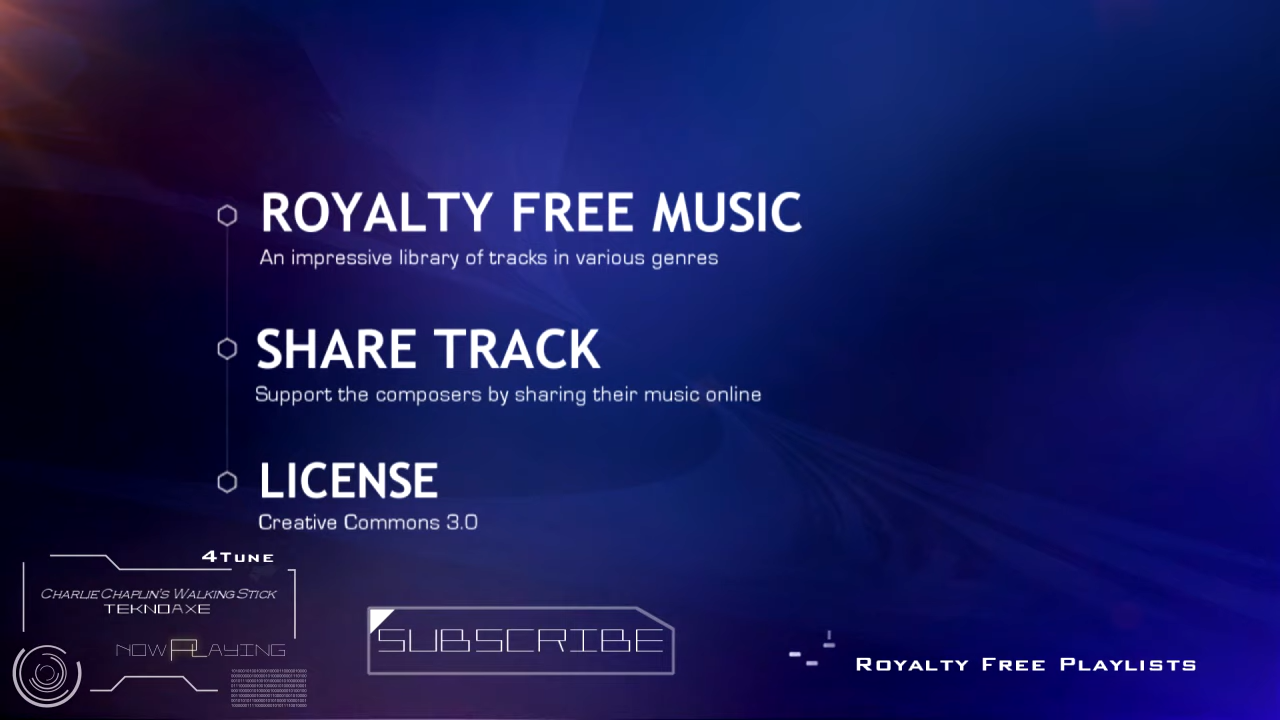 ROYALTY FREE MUSIC
An impressive library of tracks in various genres
SHARE TRACK
Support the composers by sharing their music online
LICENSE
Creative Commons 3.0
4TUNE
CHARLIE CHAPLIN'S WALKING STICK
TEKNOAXE
NOW PLAYING
SUBSCRIBE
ROYALTY FREE PLAYLISTS